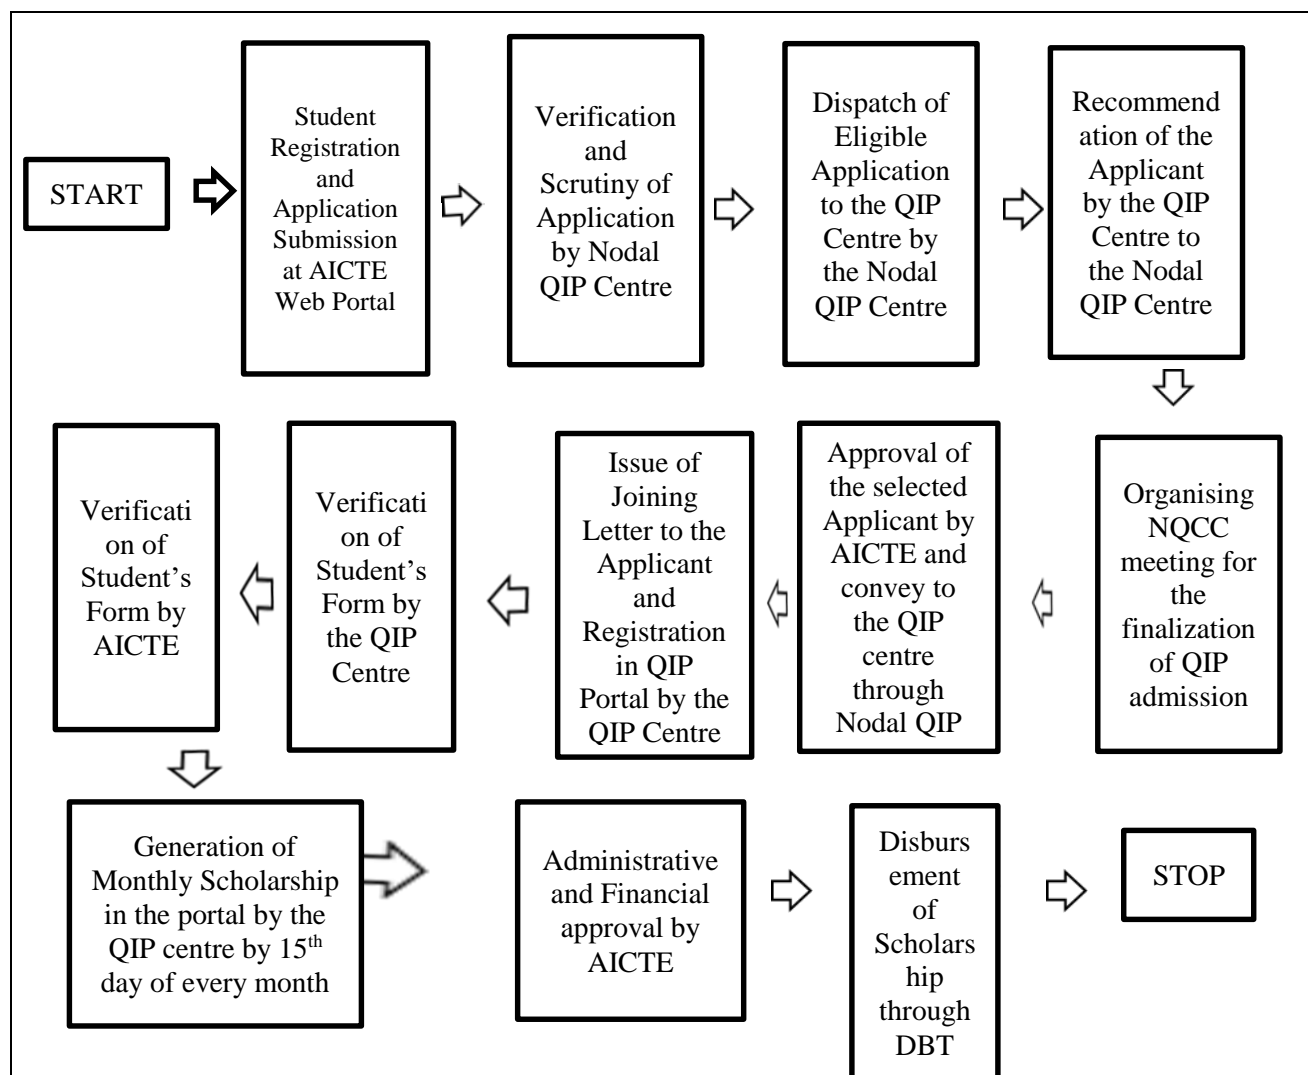 START
Student
Registration
and
Application
Submission
at AICTE
Web Portal
Verification
and
Scrutiny of
Application
by Nodal
QIP Centre
Dispatch of
Eligible
Application
to the QIP
Centre by
the Nodal
QIP Centre
Recommend
ation of the
Applicant
by the QIP
Centre to
the Nodal
QIP Centre
Organising
NQCC
meeting for
the
finalization
of QIP
admission
Approval of
the selected
Applicant by
AICTE and
convey to
the QIP
centre
through
Nodal QIP
Issue of
Joining
Letter to the
Applicant
and
Registration
in QIP
Portal by the
QIP Centre
Verificati
on of
Student’s
Form by
the QIP
Centre
Verificati
on of
Student’s
Form by
AICTE
Generation of
Monthly Scholarship
in the portal by the
QIP centre by 15th
day of every month
Administrative
and Financial
approval by
AICTE
Disburs
ement
of
Scholars
hip
through
DBT
STOP